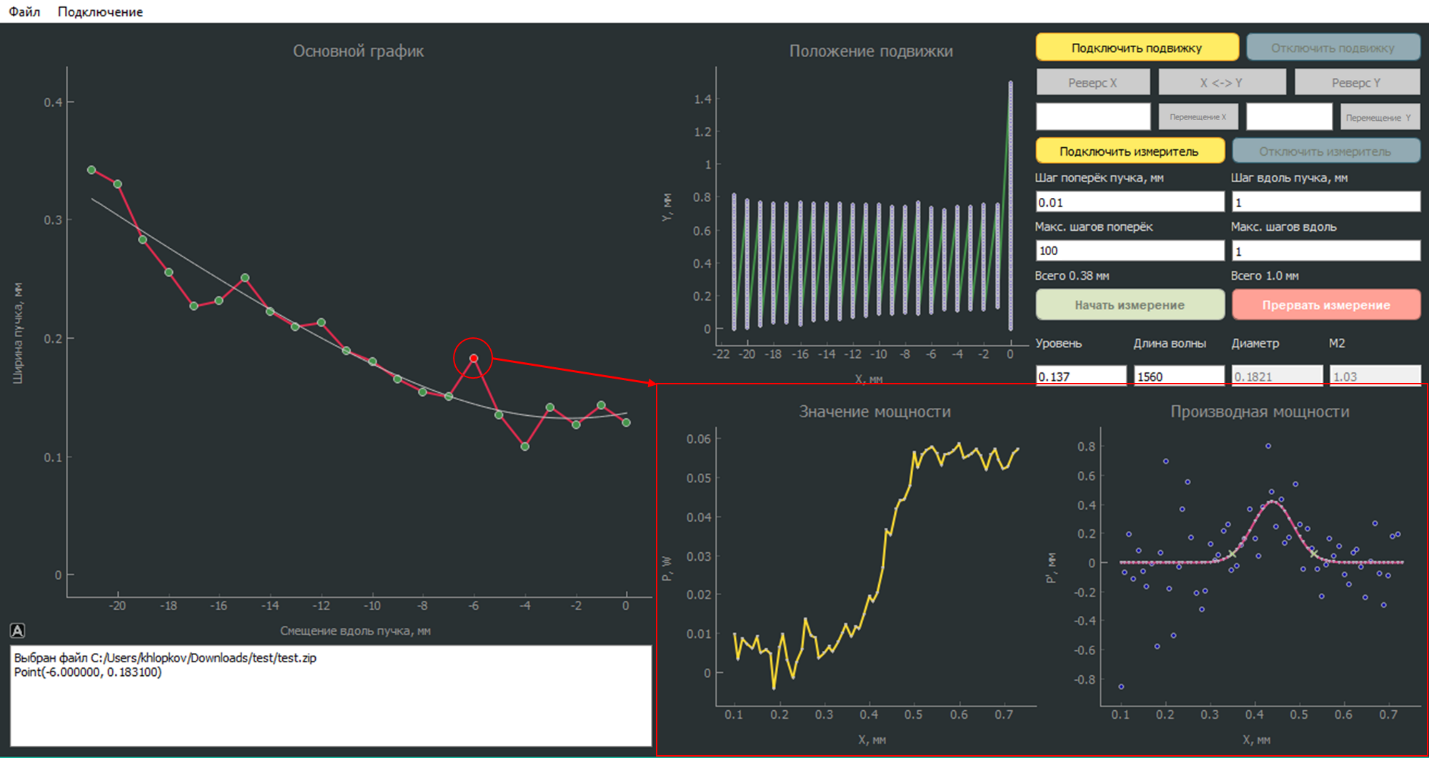 Файл Подключение
Основной график
0.4
0.3
0.2
0.1
0
Ширина пучка, мм
-20 -18 -16 -14 -12 -10 -8 -6 -4 -2 0
Смещение вдоль пучка, мм
A
Выбран файл C:/Users/khlopkov/Downloads/test/test.zip
Point(-6.000000, 0.183100)
Положение подвижки
1.4
1.2
1
0.8
0.6
0.4
0.2
0
Y, мм
-22 -20 -18 -16 -14 -12 -10 -8 -6 -4 -2 0
X, мм
Подключить подвижку Отключить подвижку
Реверс X X <-> Y Реверс Y
Перемещение X Перемещение Y
Подключить измеритель Отключить измеритель
Шаг поперёк пучка, мм Шаг вдоль пучка, мм
0.01 1
Макс. шагов поперёк Макс. шагов вдоль
100 1
Всего 0.38 мм Всего 1.0 мм
Начать измерение Прервать измерение
Уровень Длина волны Диаметр M2
0.137 1560 0.1821 1.03
Значение мощности
0.06
0.05
0.04
0.03
0.02
0.01
0
P, W
0.1 0.2 0.3 0.4 0.5 0.6 0.7
X, мм
Производная мощности
0.8
0.6
0.4
0.2
0
-0.2
-0.4
-0.6
-0.8
P', мм
0.1 0.2 0.3 0.4 0.5 0.6 0.7
X, мм